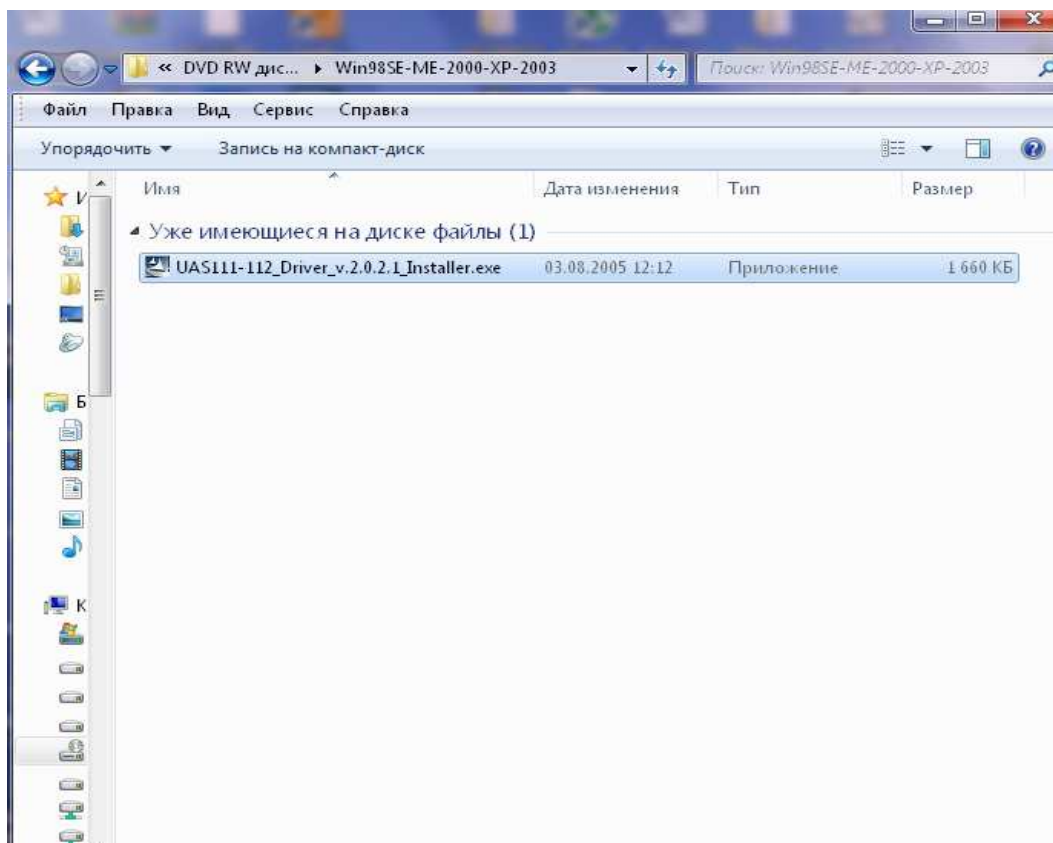 « DVD RW дис... ▸ Win98SE-ME-2000-XP-2003
Поиск: Win98SE-ME-2000-XP-2003
Файл Правка Вид Сервис Справка
Упорядочить Запись на компакт-диск
Имя Дата изменения Тип Размер
Уже имеющиеся на диске файлы (1)
UAS111-112_Driver_v.2.0.2.1_Installer.exe 03.08.2005 12:12 Приложение 1 660 КБ
И
Б
К